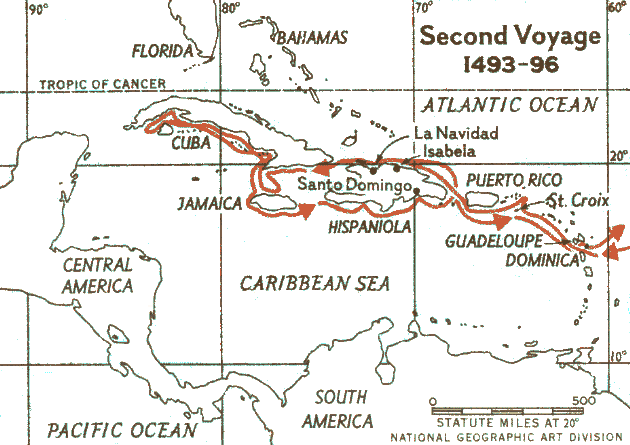 90°
80°
70°
60°
FLORIDA
BAHAMAS
Second Voyage
1493-96
TROPIC OF CANCER
ATLANTIC OCEAN
CUBA
La Navidad
Isabela
20°
Santo Domingo
PUERTO RICO
St. Croix
JAMAICA
HISPANIOLA
GUADELOUPE
DOMINICA
CENTRAL
AMERICA
CARIBBEAN SEA
10°
SOUTH
AMERICA
0
500
STATUTE MILES AT 20°
PACIFIC OCEAN
NATIONAL GEOGRAPHIC ART DIVISION